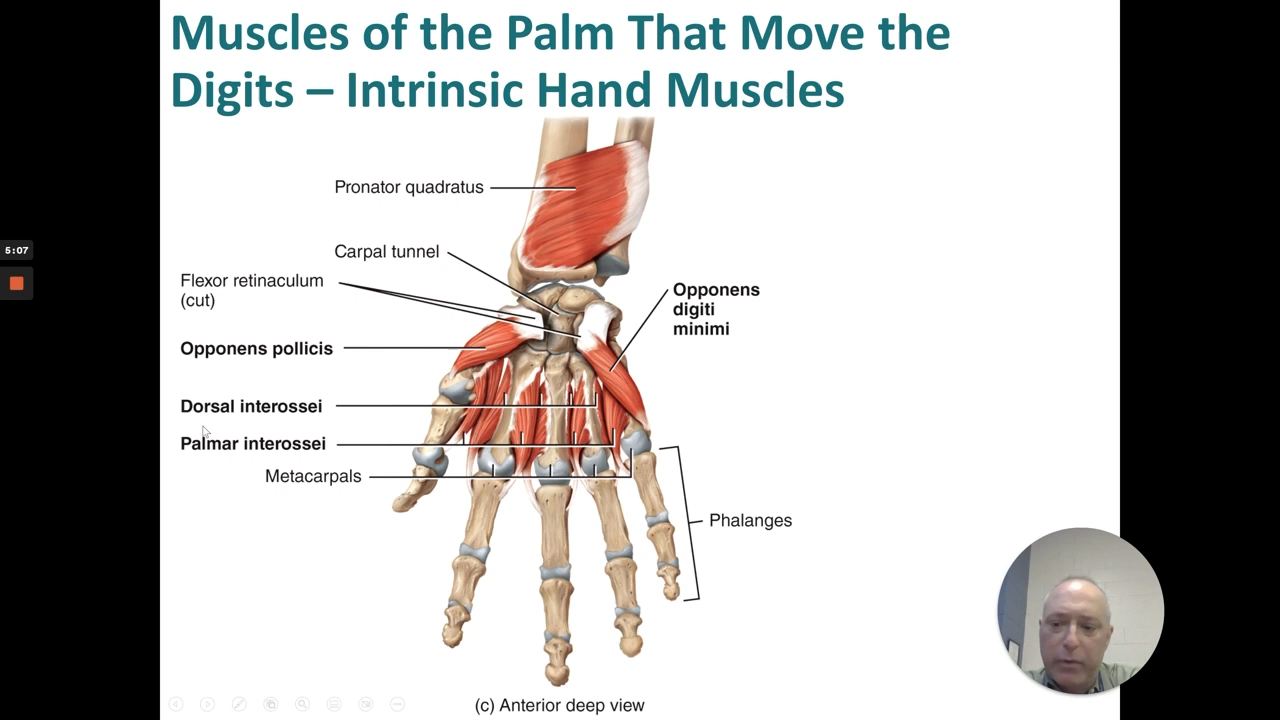 Muscles of the Palm That Move the
Digits – Intrinsic Hand Muscles
Pronator quadratus
Carpal tunnel
5:07
Flexor retinaculum
(cut)
Opponens
digiti
minimi
Opponens pollicis
Dorsal interossei
Palmar interossei
Metacarpals
Phalanges
(c) Anterior deep view